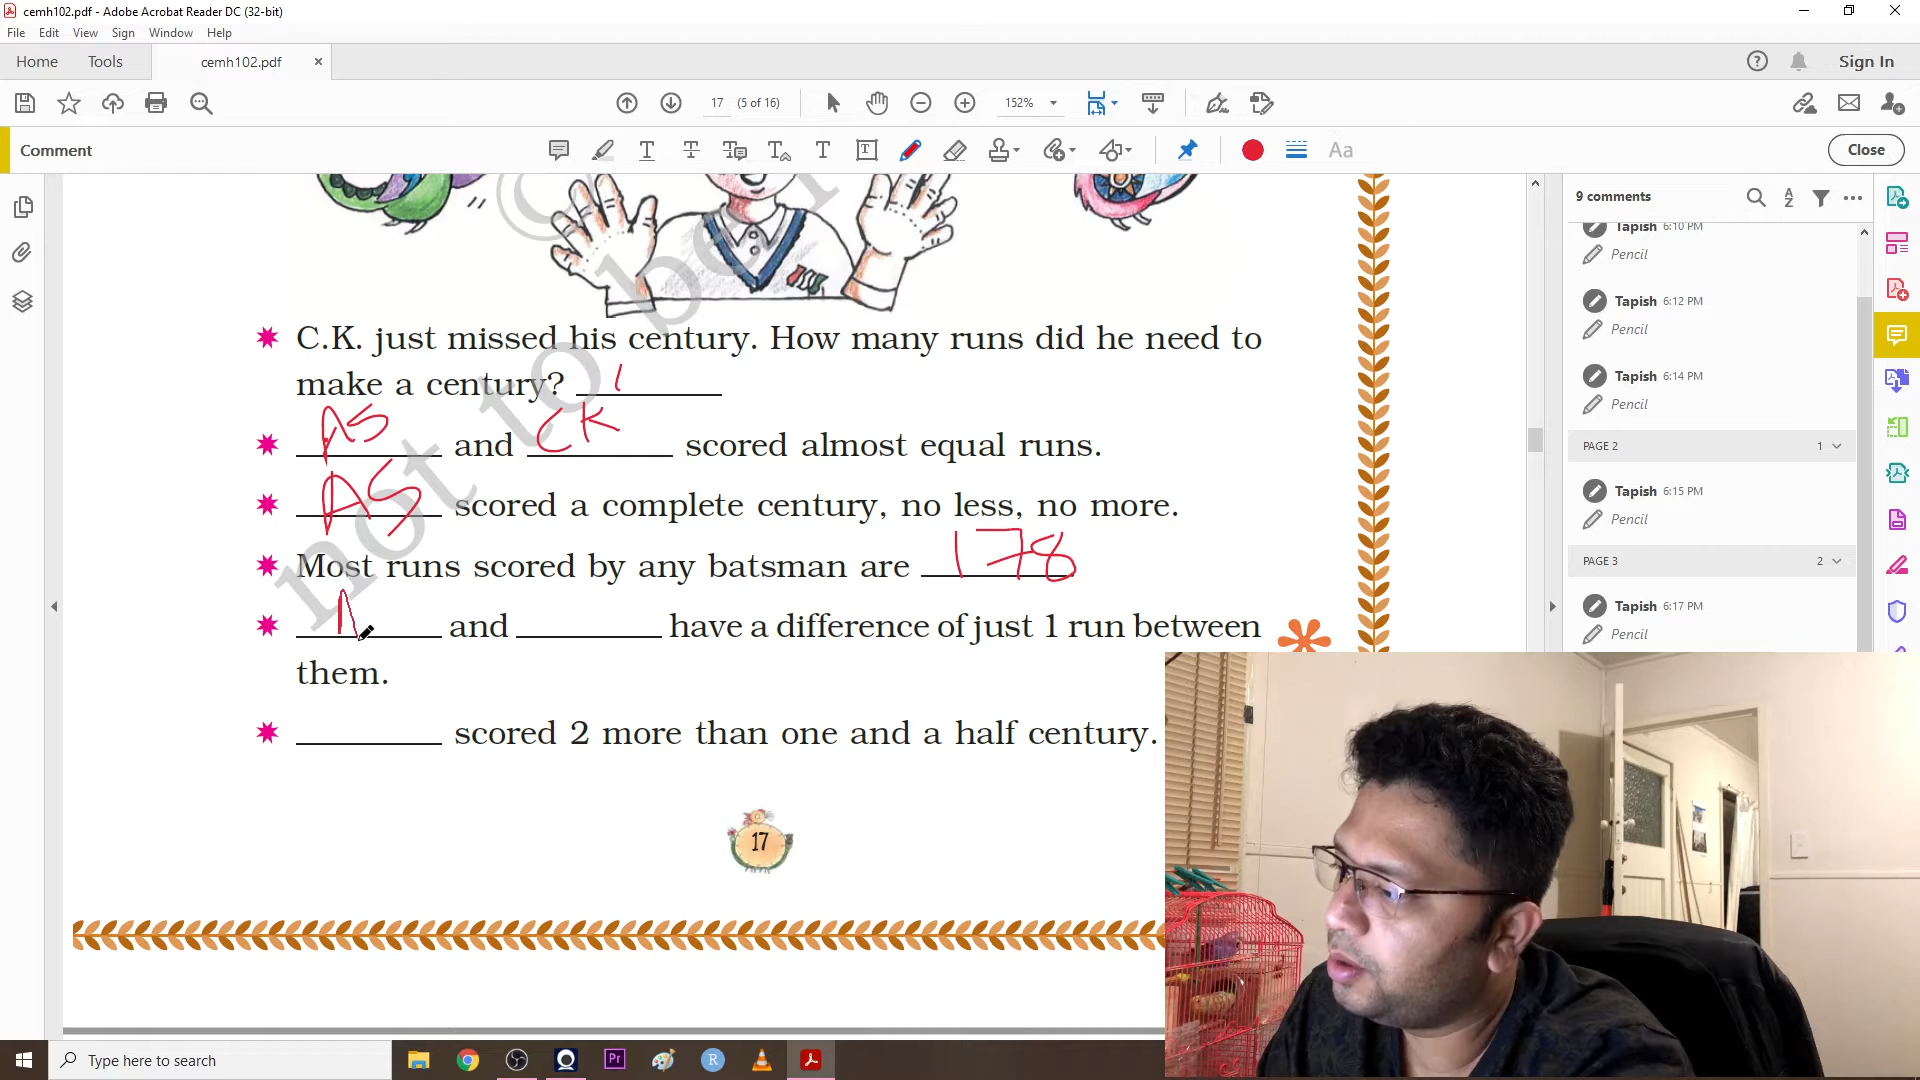 cemh102.pdf - Adobe Acrobat Reader DC (32-bit)
File Edit View Sign Window Help
Home Tools cemh102.pdf × Sign In
17 (5 of 16) 152%
Comment Close
9 comments
Tapish 6:10 PM
Pencil
Tapish 6:12 PM
Pencil
Tapish 6:14 PM
Pencil
PAGE 2 1
Tapish 6:15 PM
Pencil
PAGE 3 2
Tapish 6:17 PM
Pencil
© not to be
C.K. just missed his century. How many runs did he need to
make a century? 1
AS and CK scored almost equal runs.
AS scored a complete century, no less, no more.
Most runs scored by any batsman are 178
and have a difference of just 1 run between
them.
scored 2 more than one and a half century.
17
Type here to search